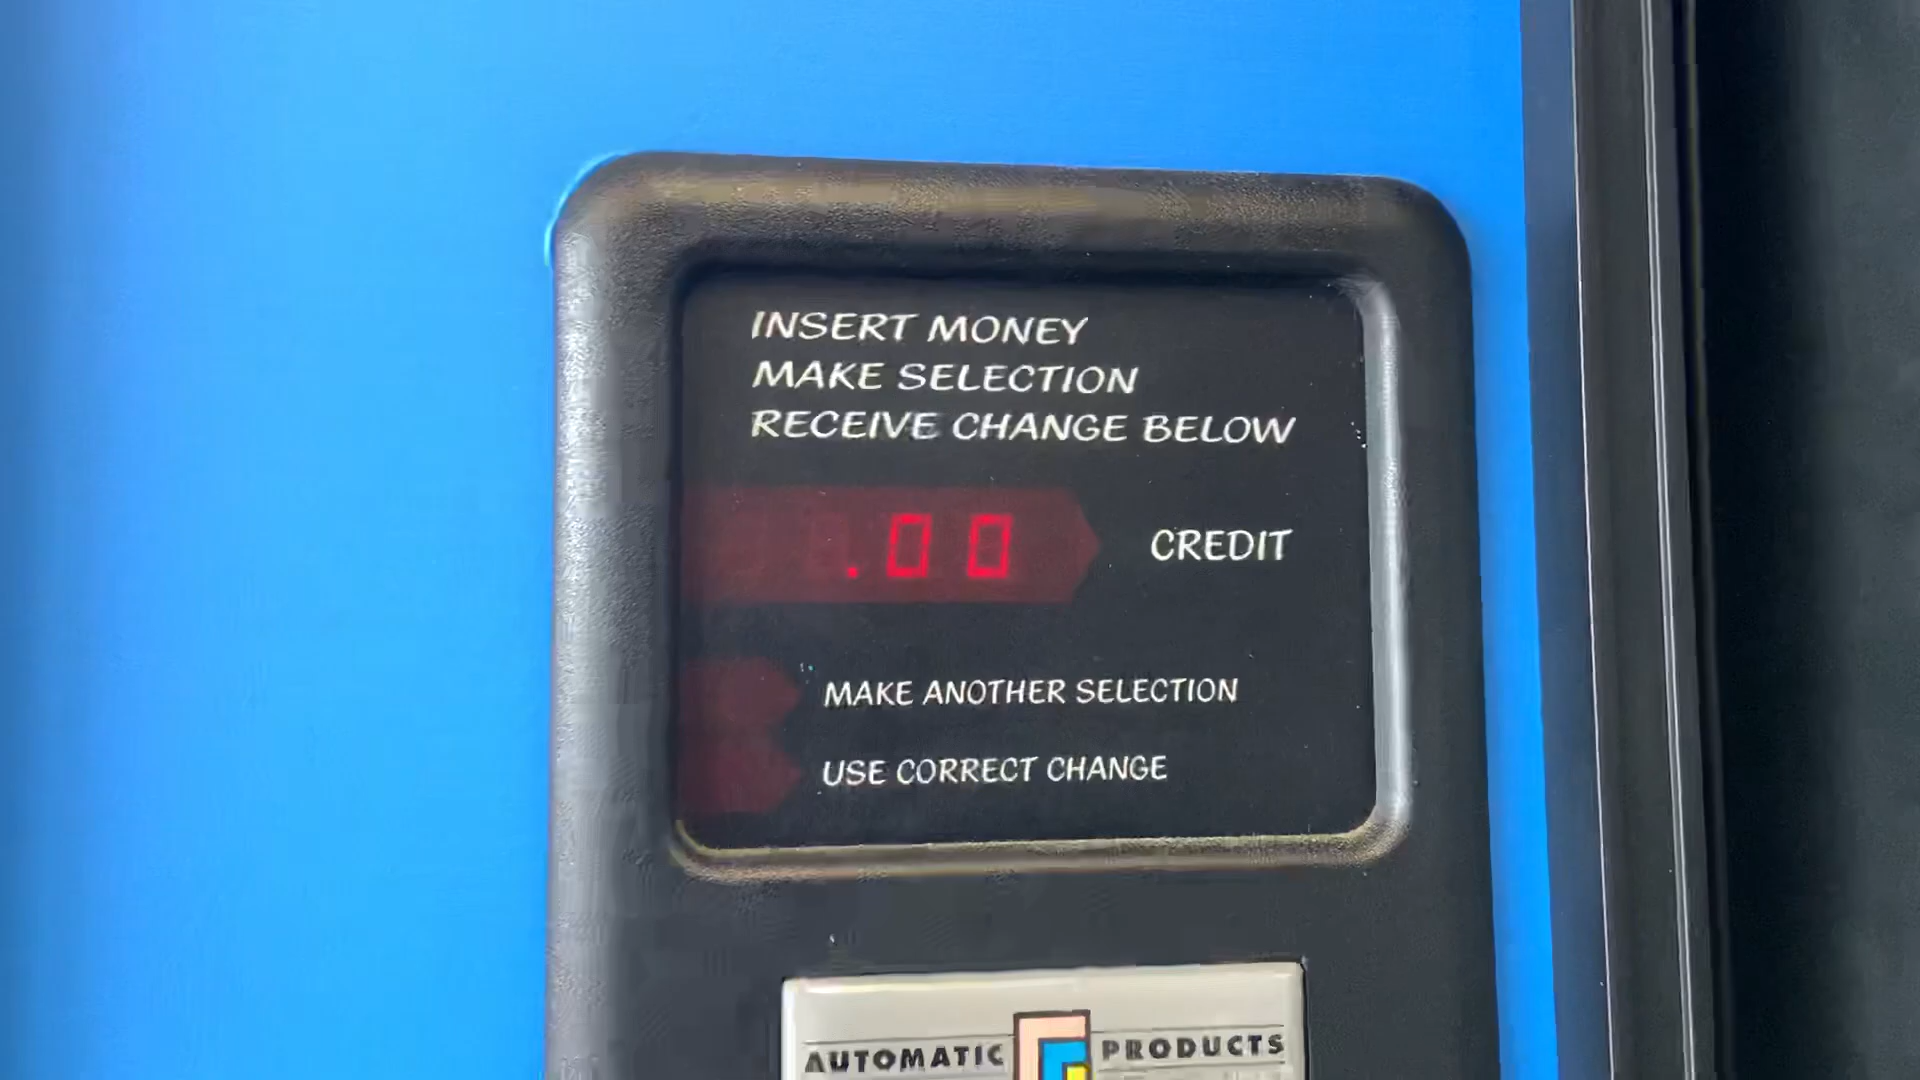 INSERT MONEY
MAKE SELECTION
RECEIVE CHANGE BELOW
.00 CREDIT
MAKE ANOTHER SELECTION
USE CORRECT CHANGE
AUTOMATIC PRODUCTS